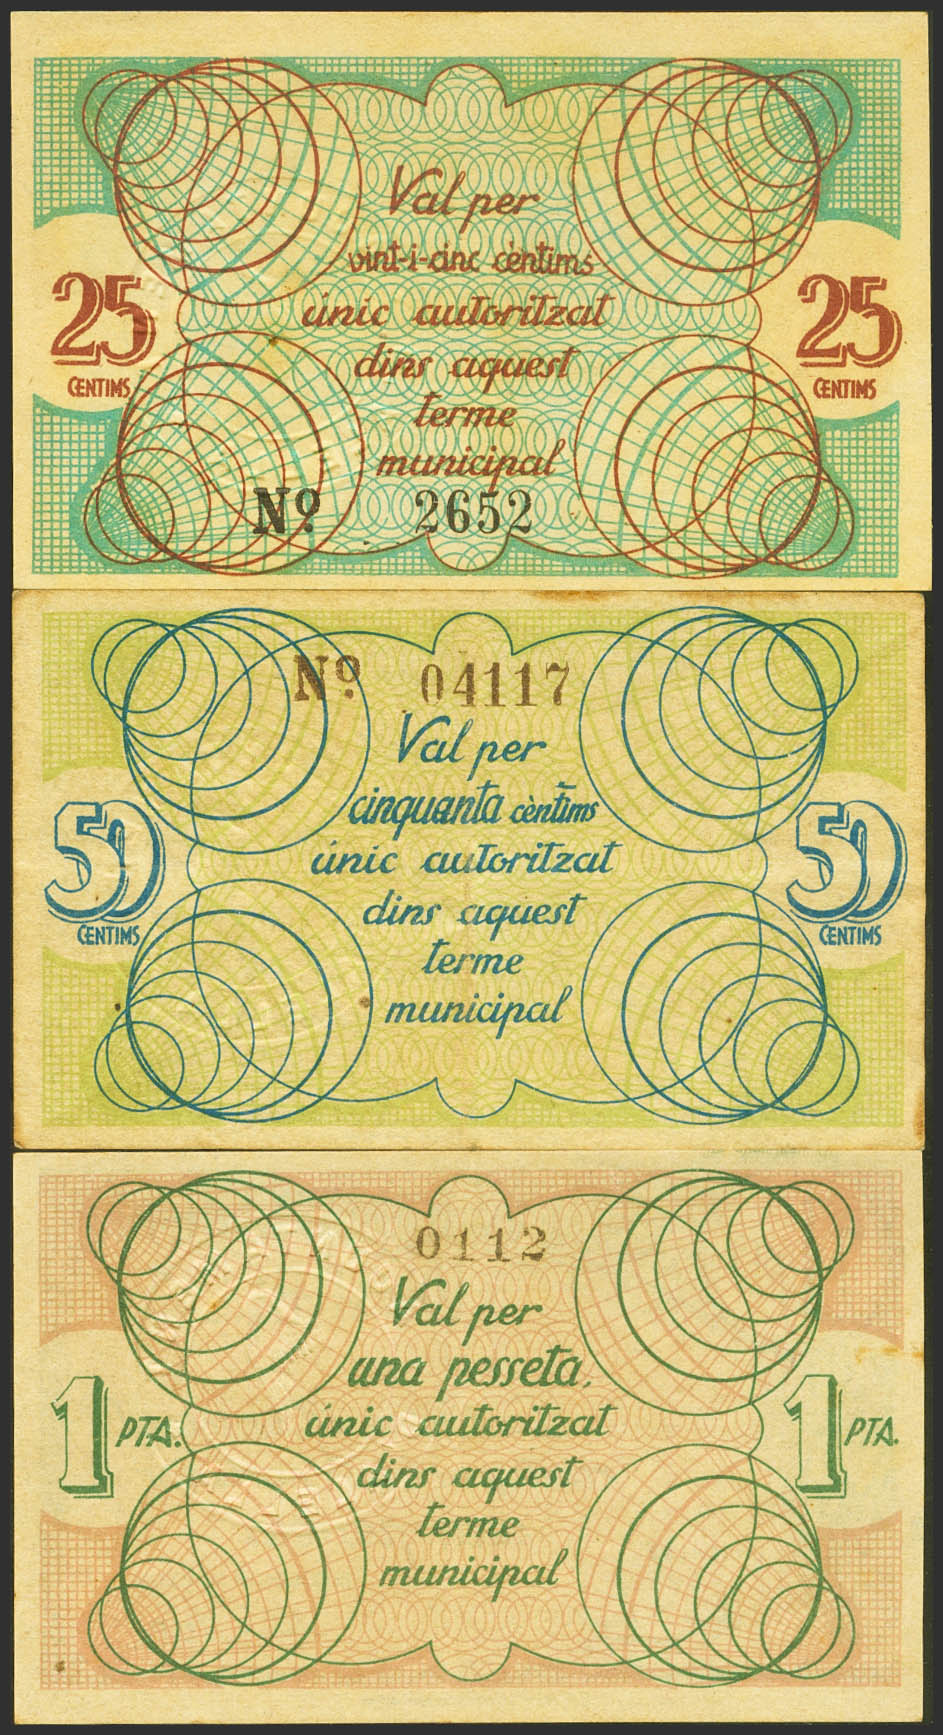 Val per
vint-i-cinc cèntims
únic autoritzat
25
CENTIMS
25
CENTIMS
dins aquest
terme
municipal
Nº 2652
Nº 04117
Val per
cinquanta cèntims
únic autoritzat
50
CENTIMS
50
CENTIMS
dins aquest
terme
municipal
0112
Val per
una pesseta,
únic autoritzat
1 PTA.
1 PTA.
dins aquest
terme
municipal